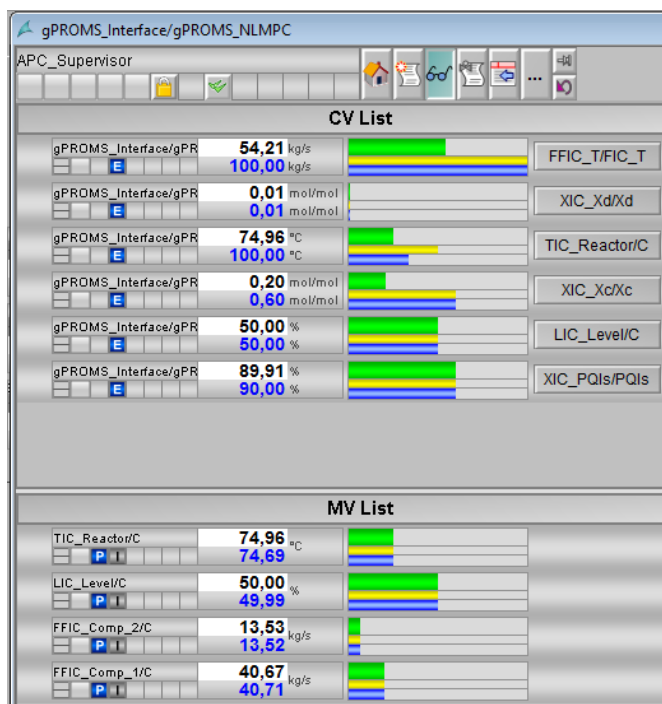 gPROMS_Interface/gPROMS_NLMPC
APC_Supervisor
...
CV List
gPROMS_Interface/gPR 54,21 kg/s
E 100,00 kg/s
FFIC_T/FIC_T
gPROMS_Interface/gPR 0,01 mol/mol
E 0,01 mol/mol
XIC_Xd/Xd
gPROMS_Interface/gPR 74,96 °C
E 100,00 °C
TIC_Reactor/C
gPROMS_Interface/gPR 0,20 mol/mol
E 0,60 mol/mol
XIC_Xc/Xc
gPROMS_Interface/gPR 50,00 %
E 50,00 %
LIC_Level/C
gPROMS_Interface/gPR 89,91 %
E 90,00 %
XIC_PQIs/PQIs
MV List
TIC_Reactor/C 74,96 °C
P I 74,69
LIC_Level/C 50,00 %
P I 49,99
FFIC_Comp_2/C 13,53 kg/s
P I 13,52
FFIC_Comp_1/C 40,67 kg/s
P I 40,71